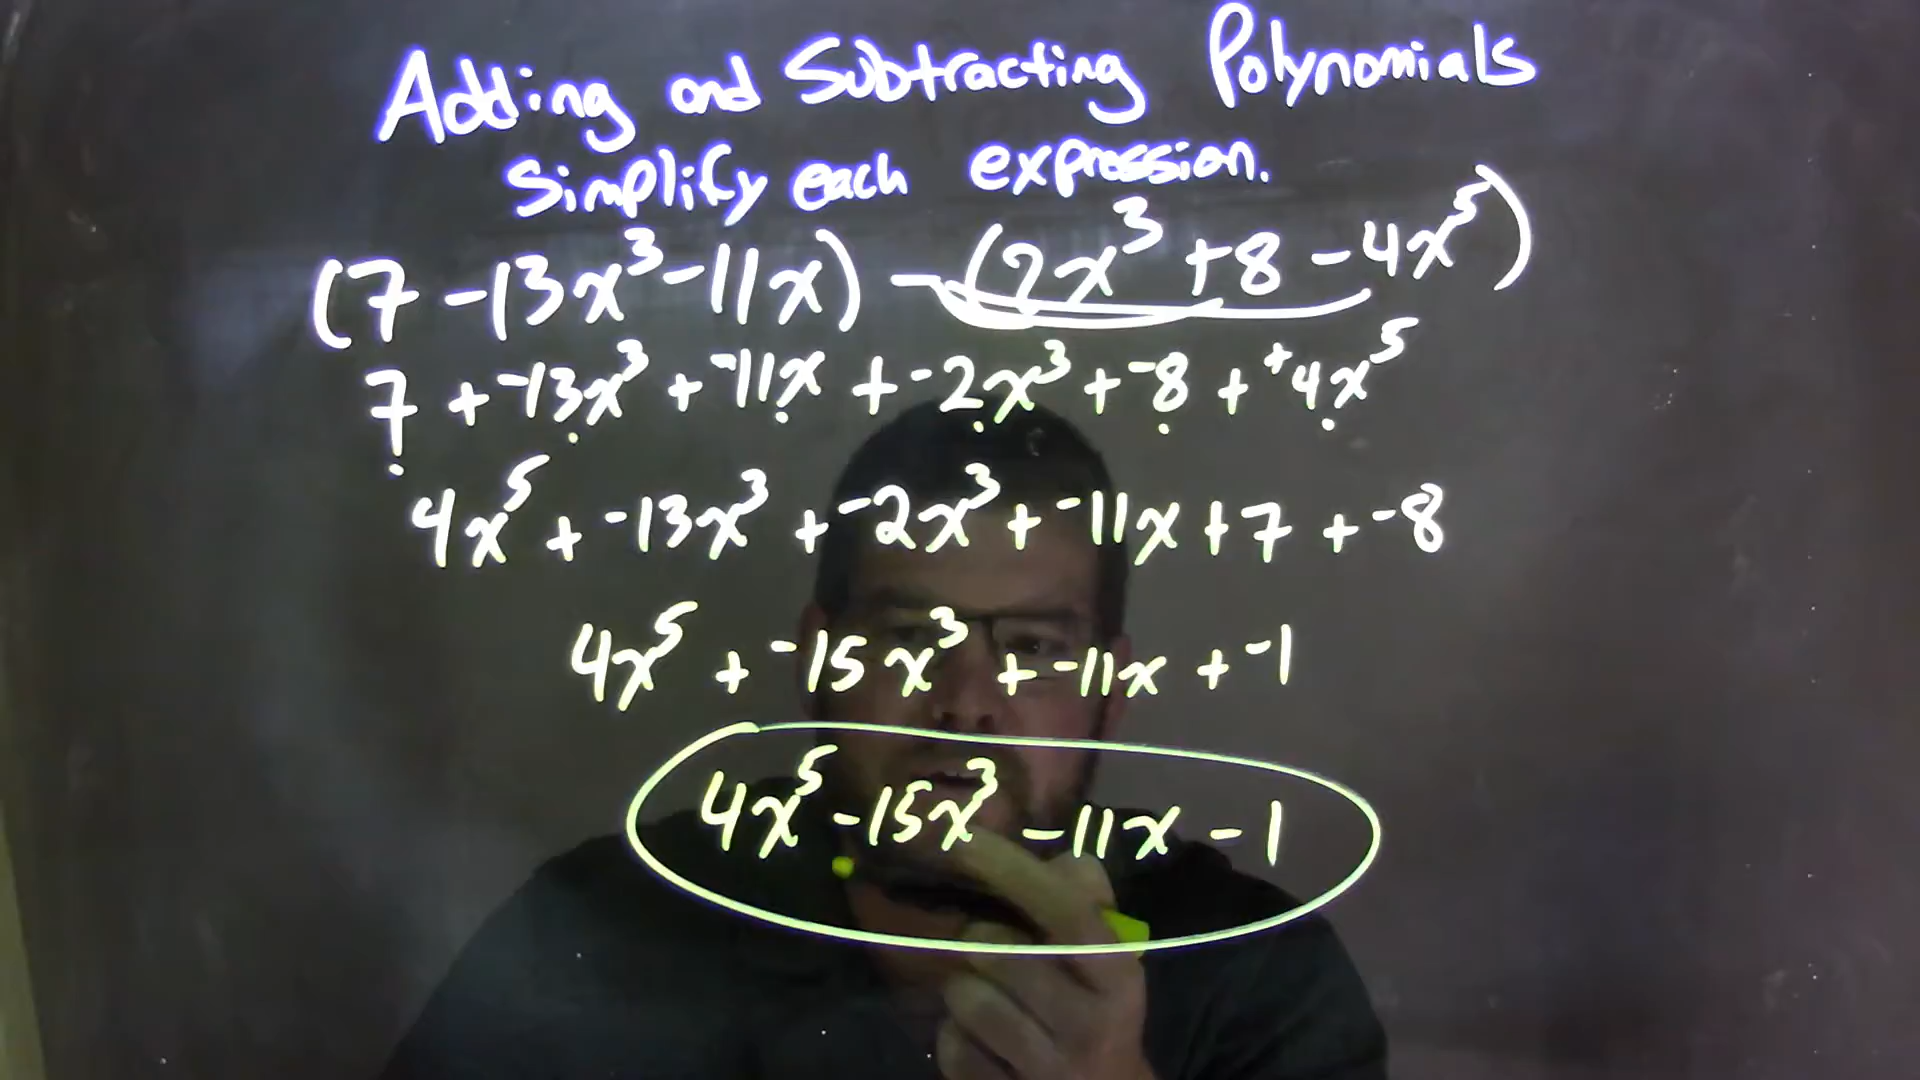 Adding and Subtracting Polynomials
Simplify each expression.
(7 - 13x³ - 11x) - (2x³ + 8 - 4x⁵)
7 + ⁻13x³ + ⁻11x + ⁻2x³ + ⁻8 + ⁺4x⁵
4x⁵ + ⁻13x³ + ⁻2x³ + ⁻11x + 7 + ⁻8
4x⁵ + ⁻15x³ + ⁻11x + ⁻1
4x⁵ - 15x³ - 11x - 1